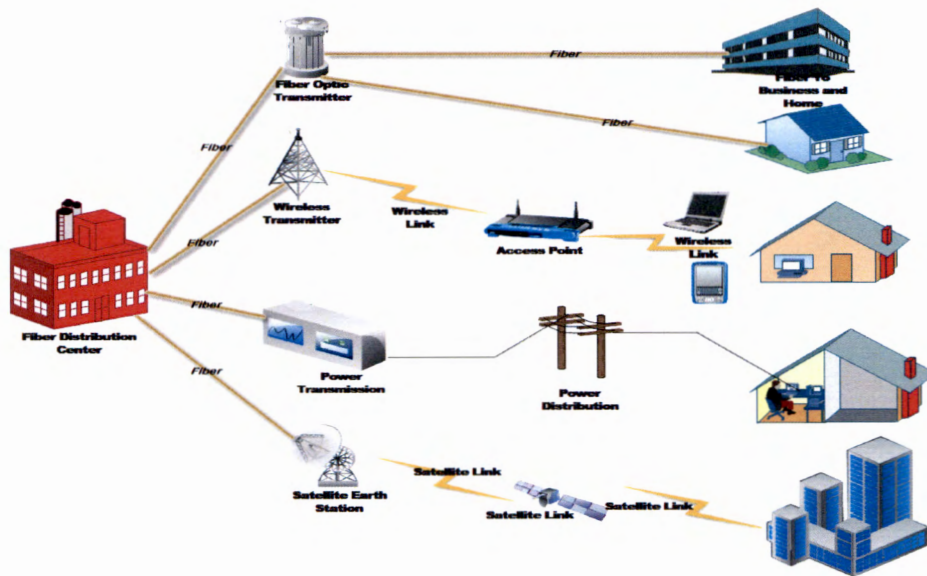 Fiber
Fiber Optic
Transmitter
Fiber To
Business and
Home
Fiber
Fiber
Wireless
Transmitter
Wireless
Link
Access Point
Wireless
Link
Fiber
Fiber Distribution
Center
Fiber
Power
Transmission
Power
Distribution
Fiber
Satellite Earth
Station
Satellite Link
Satellite Link
Satellite Link